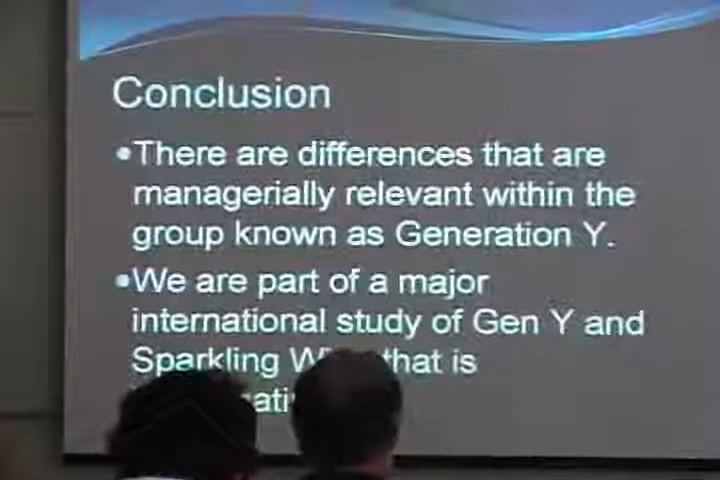 Conclusion
•There are differences that are
managerially relevant within the
group known as Generation Y.
•We are part of a major
international study of Gen Y and
Sparkling that is